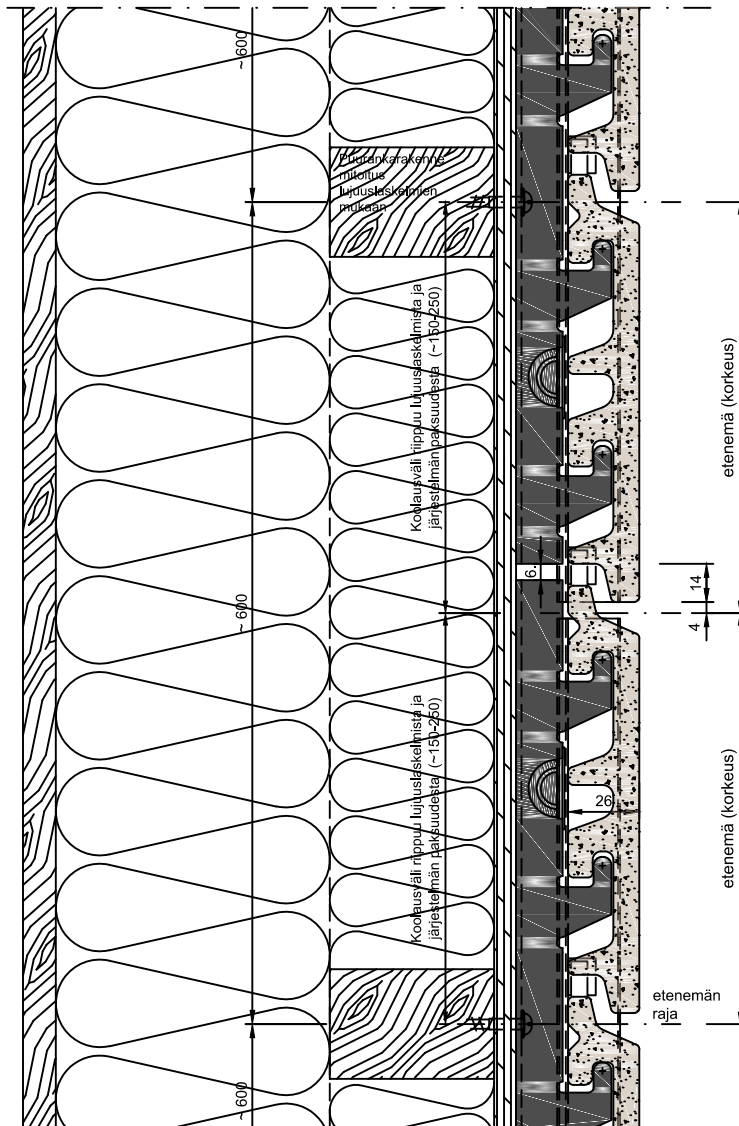 ~ 600
Puurankarakenne
mitoitus
lujuuslaskelmien
mukaan
Koolausväli riippuu lujuuslaskelmista ja
järjestelmän paksuudesta (~150-250)
etenemä (korkeus)
6.
14
4
~ 600
Koolausväli riippuu lujuuslaskelmista ja
järjestelmän paksuudesta (~150-250)
26
etenemä (korkeus)
etenemän
raja
~ 600